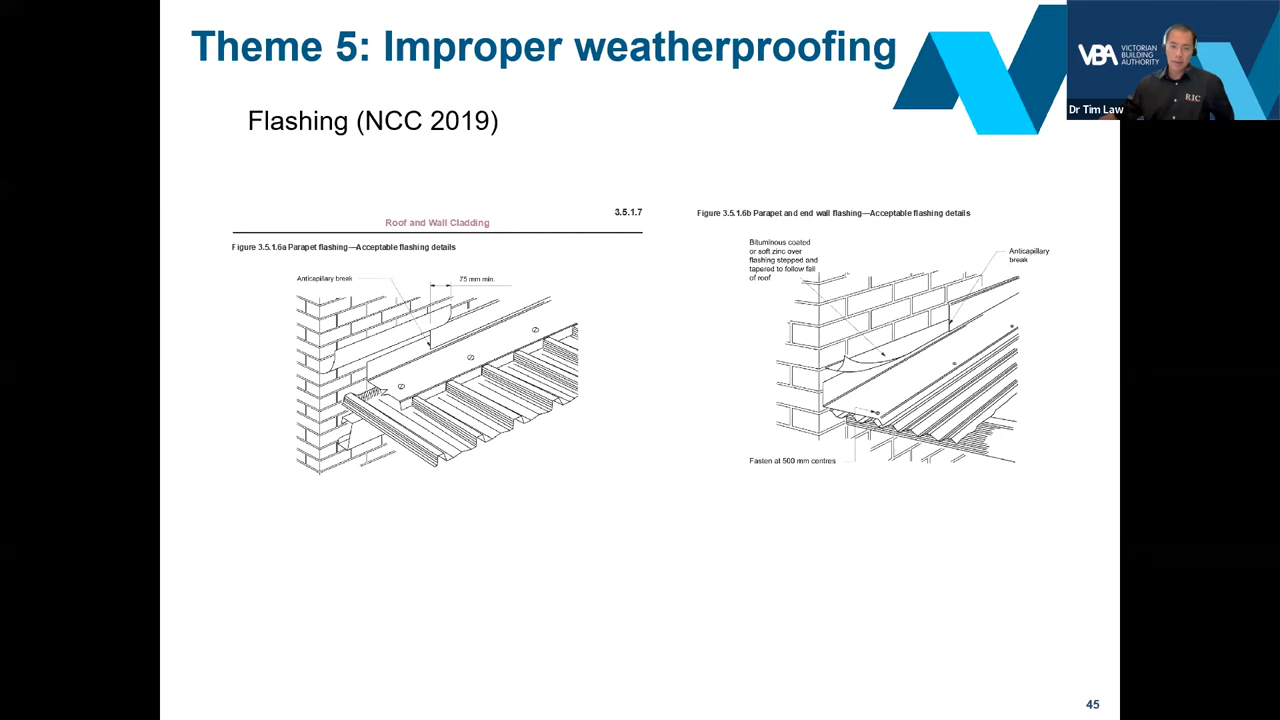 Theme 5: Improper weatherproofing
VBA
VICTORIAN
BUILDING
AUTHORITY
RIC
Dr Tim Law
Flashing (NCC 2019)
3.5.1.7
Roof and Wall Cladding
Figure 3.5.1.6a Parapet flashing—Acceptable flashing details
Anticapillary break
75 mm min.
Figure 3.5.1.6b Parapet and end wall flashing—Acceptable flashing details
Bituminous coated
or soft zinc over
flashing stepped and
tapered to follow fall
of roof
Anticapillary
break
Fasten at 500 mm centres
45